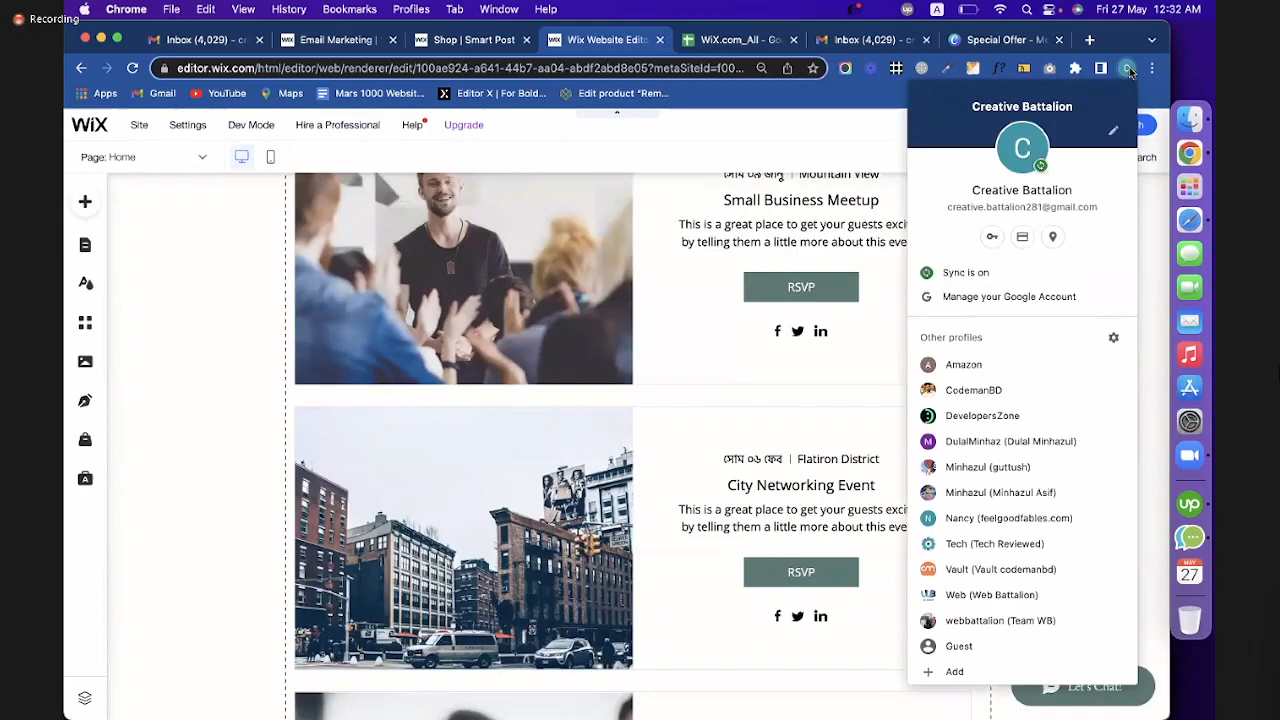 Recording
Chrome File Edit View History Bookmarks Profiles Tab Window Help
A Fri 27 May 12:32 AM
Inbox (4,029) - cr
Email Marketing |
Shop | Smart Post
Wix Website Edito
WiX.com_All - Go
Inbox (4,029) - cr
Special Offer - Me
editor.wix.com/html/editor/web/renderer/edit/100ae924-a641-44b7-aa04-abdf2abd8e05?metaSiteId=f00...
Apps Gmail YouTube Maps Mars 1000 Websit... Editor X | For Bold... Edit product “Rem...
WiX Site Settings Dev Mode Hire a Professional Help Upgrade
Page: Home
arch
Mountain View
Small Business Meetup
This is a great place to get your guests exci
by telling them a little more about this eve
RSVP
সোম ০৬ ফেব | Flatiron District
City Networking Event
This is a great place to get your guests exci
by telling them a little more about this eve
RSVP
Creative Battalion
C
Creative Battalion
creative.battalion281@gmail.com
Sync is on
Manage your Google Account
Other profiles
Amazon
CodemanBD
DevelopersZone
DulalMinhaz (Dulal Minhazul)
Minhazul (guttush)
Minhazul (Minhazul Asif)
Nancy (feelgoodfables.com)
Tech (Tech Reviewed)
Vault (Vault codemanbd)
Web (Web Battalion)
webbattalion (Team WB)
Guest
Add
Let's Chat!
MAY
27